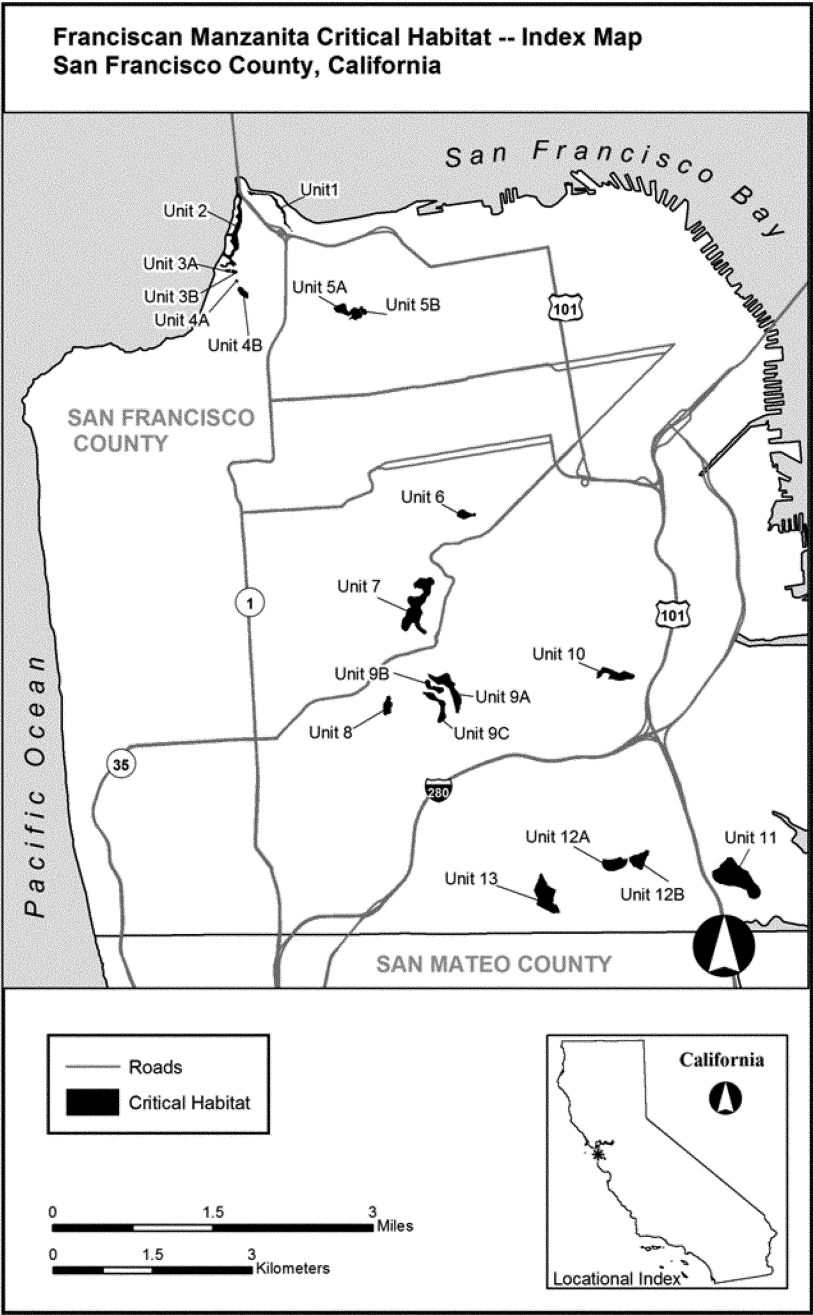 Franciscan Manzanita Critical Habitat -- Index Map
San Francisco County, California
San Francisco Bay
Unit1
Unit 2
Unit 3A
Unit 3B
Unit 4A
Unit 4B
Unit 5A
Unit 5B
101
SAN FRANCISCO
COUNTY
Unit 6
Unit 7
1
101
Unit 10
Unit 9B
Unit 9A
Unit 8
Unit 9C
Pacific Ocean
35
280
Unit 12A
Unit 11
Unit 13
Unit 12B
SAN MATEO COUNTY
Roads
Critical Habitat
California
0 1.5 3
Miles
0 1.5 3
Kilometers
Locational Index